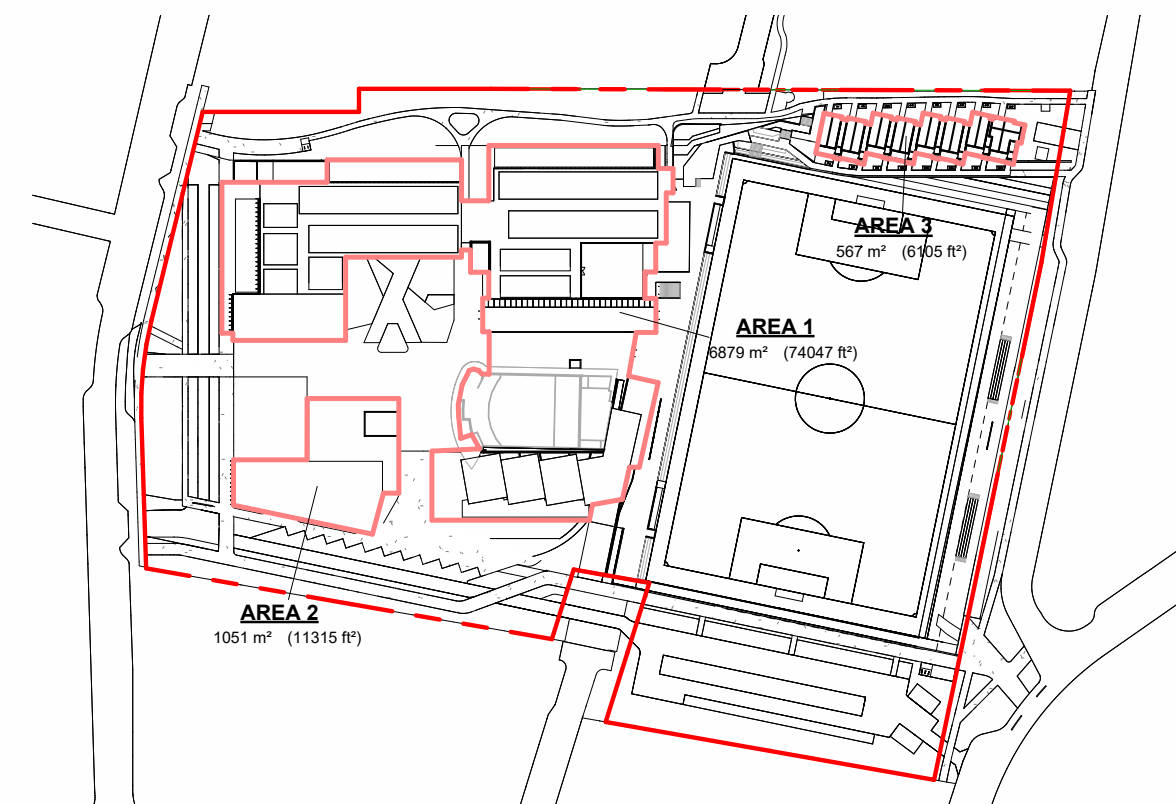 AREA 3
567 m² (6105 ft²)
AREA 1
6879 m² (74047 ft²)
AREA 2
1051 m² (11315 ft²)